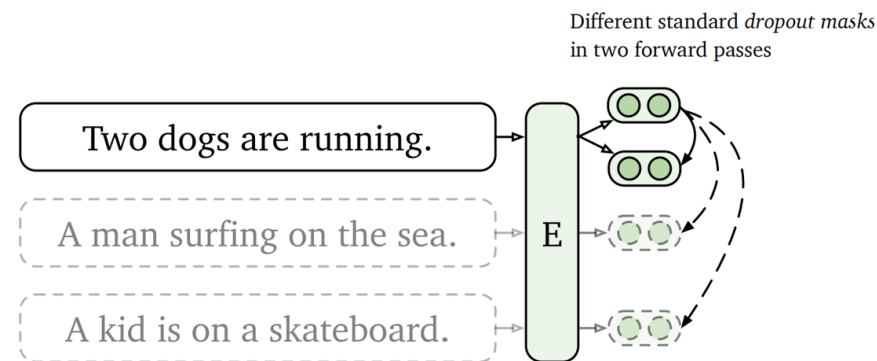 Different standard dropout masks
in two forward passes
Two dogs are running.
A man surfing on the sea.
E
A kid is on a skateboard.